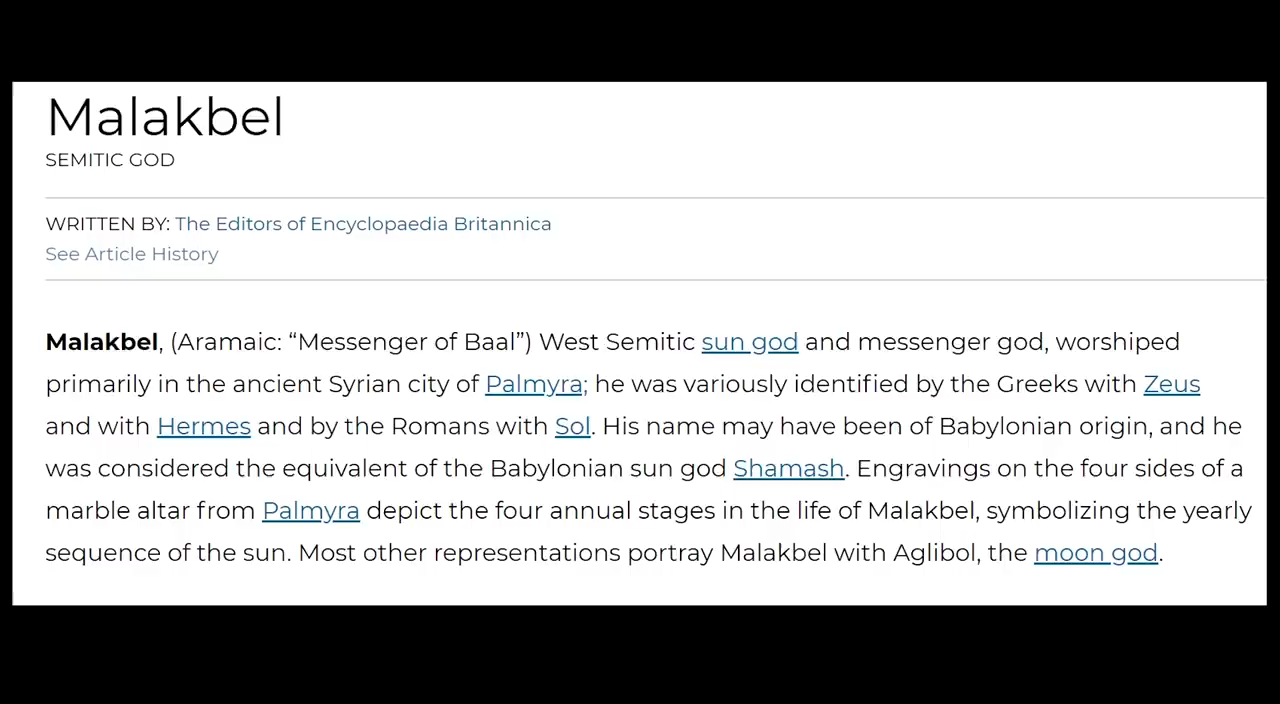 Malakbel
SEMITIC GOD
WRITTEN BY: The Editors of Encyclopaedia Britannica
See Article History
Malakbel, (Aramaic: “Messenger of Baal”) West Semitic sun god and messenger god, worshiped
primarily in the ancient Syrian city of Palmyra; he was variously identified by the Greeks with Zeus
and with Hermes and by the Romans with Sol. His name may have been of Babylonian origin, and he
was considered the equivalent of the Babylonian sun god Shamash. Engravings on the four sides of a
marble altar from Palmyra depict the four annual stages in the life of Malakbel, symbolizing the yearly
sequence of the sun. Most other representations portray Malakbel with Aglibol, the moon god.